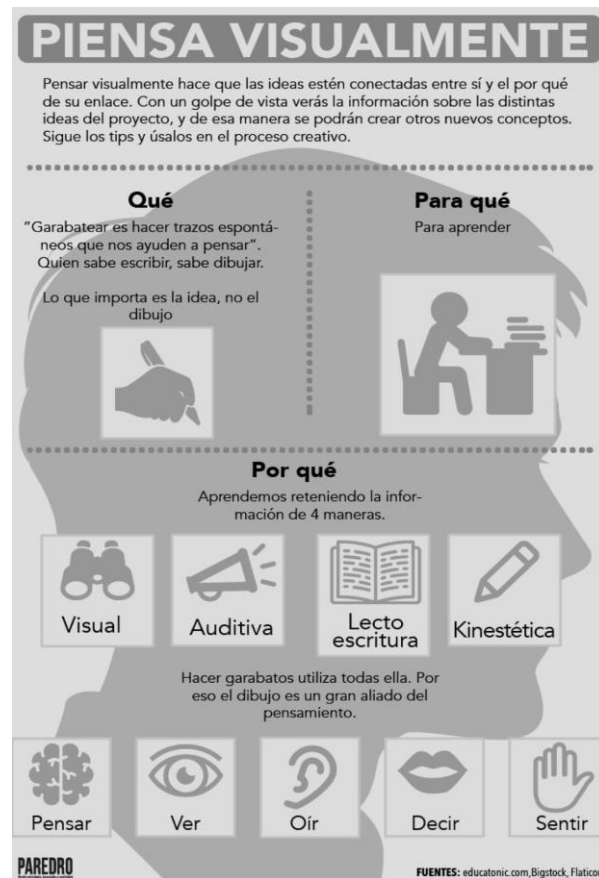 PIENSA VISUALMENTE
Pensar visualmente hace que las ideas estén conectadas entre sí y el por qué
de su enlace. Con un golpe de vista verás la información sobre las distintas
ideas del proyecto, y de esa manera se podrán crear otros nuevos conceptos.
Sigue los tips y úsalos en el proceso creativo.
Qué
"Garabatear es hacer trazos espontá-
neos que nos ayuden a pensar".
Quien sabe escribir, sabe dibujar.
Lo que importa es la idea, no el
dibujo
Para qué
Para aprender
Por qué
Aprendemos reteniendo la infor-
mación de 4 maneras.
Visual
Auditiva
Lecto
escritura
Kinestética
Hacer garabatos utiliza todas ella. Por
eso el dibujo es un gran aliado del
pensamiento.
Pensar
Ver
Oír
Decir
Sentir
PAREDRO
FUENTES: educatonic.com,Bigstock, Flaticon